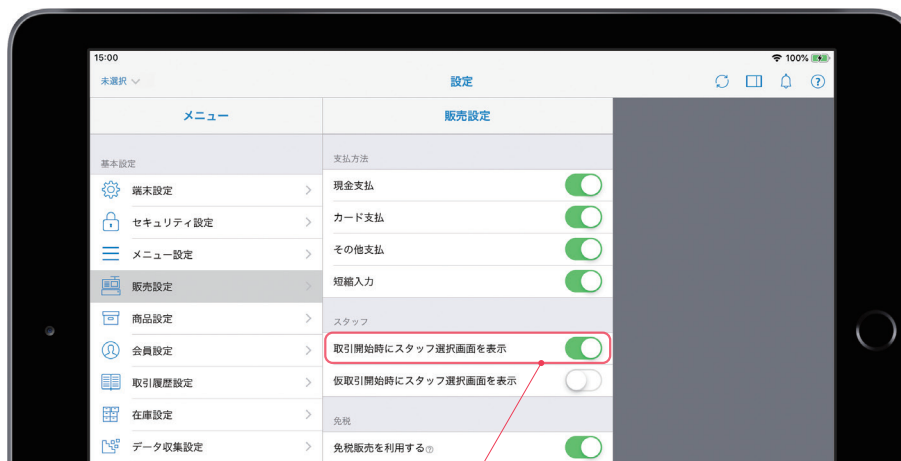 15:00
100%
未選択
設定
メニュー
販売設定
基本設定
端末設定
セキュリティ設定
メニュー設定
販売設定
商品設定
会員設定
取引履歴設定
在庫設定
データ収集設定
支払方法
現金支払
カード支払
その他支払
短縮入力
スタッフ
取引開始時にスタッフ選択画面を表示
仮取引開始時にスタッフ選択画面を表示
免税
免税販売を利用する?